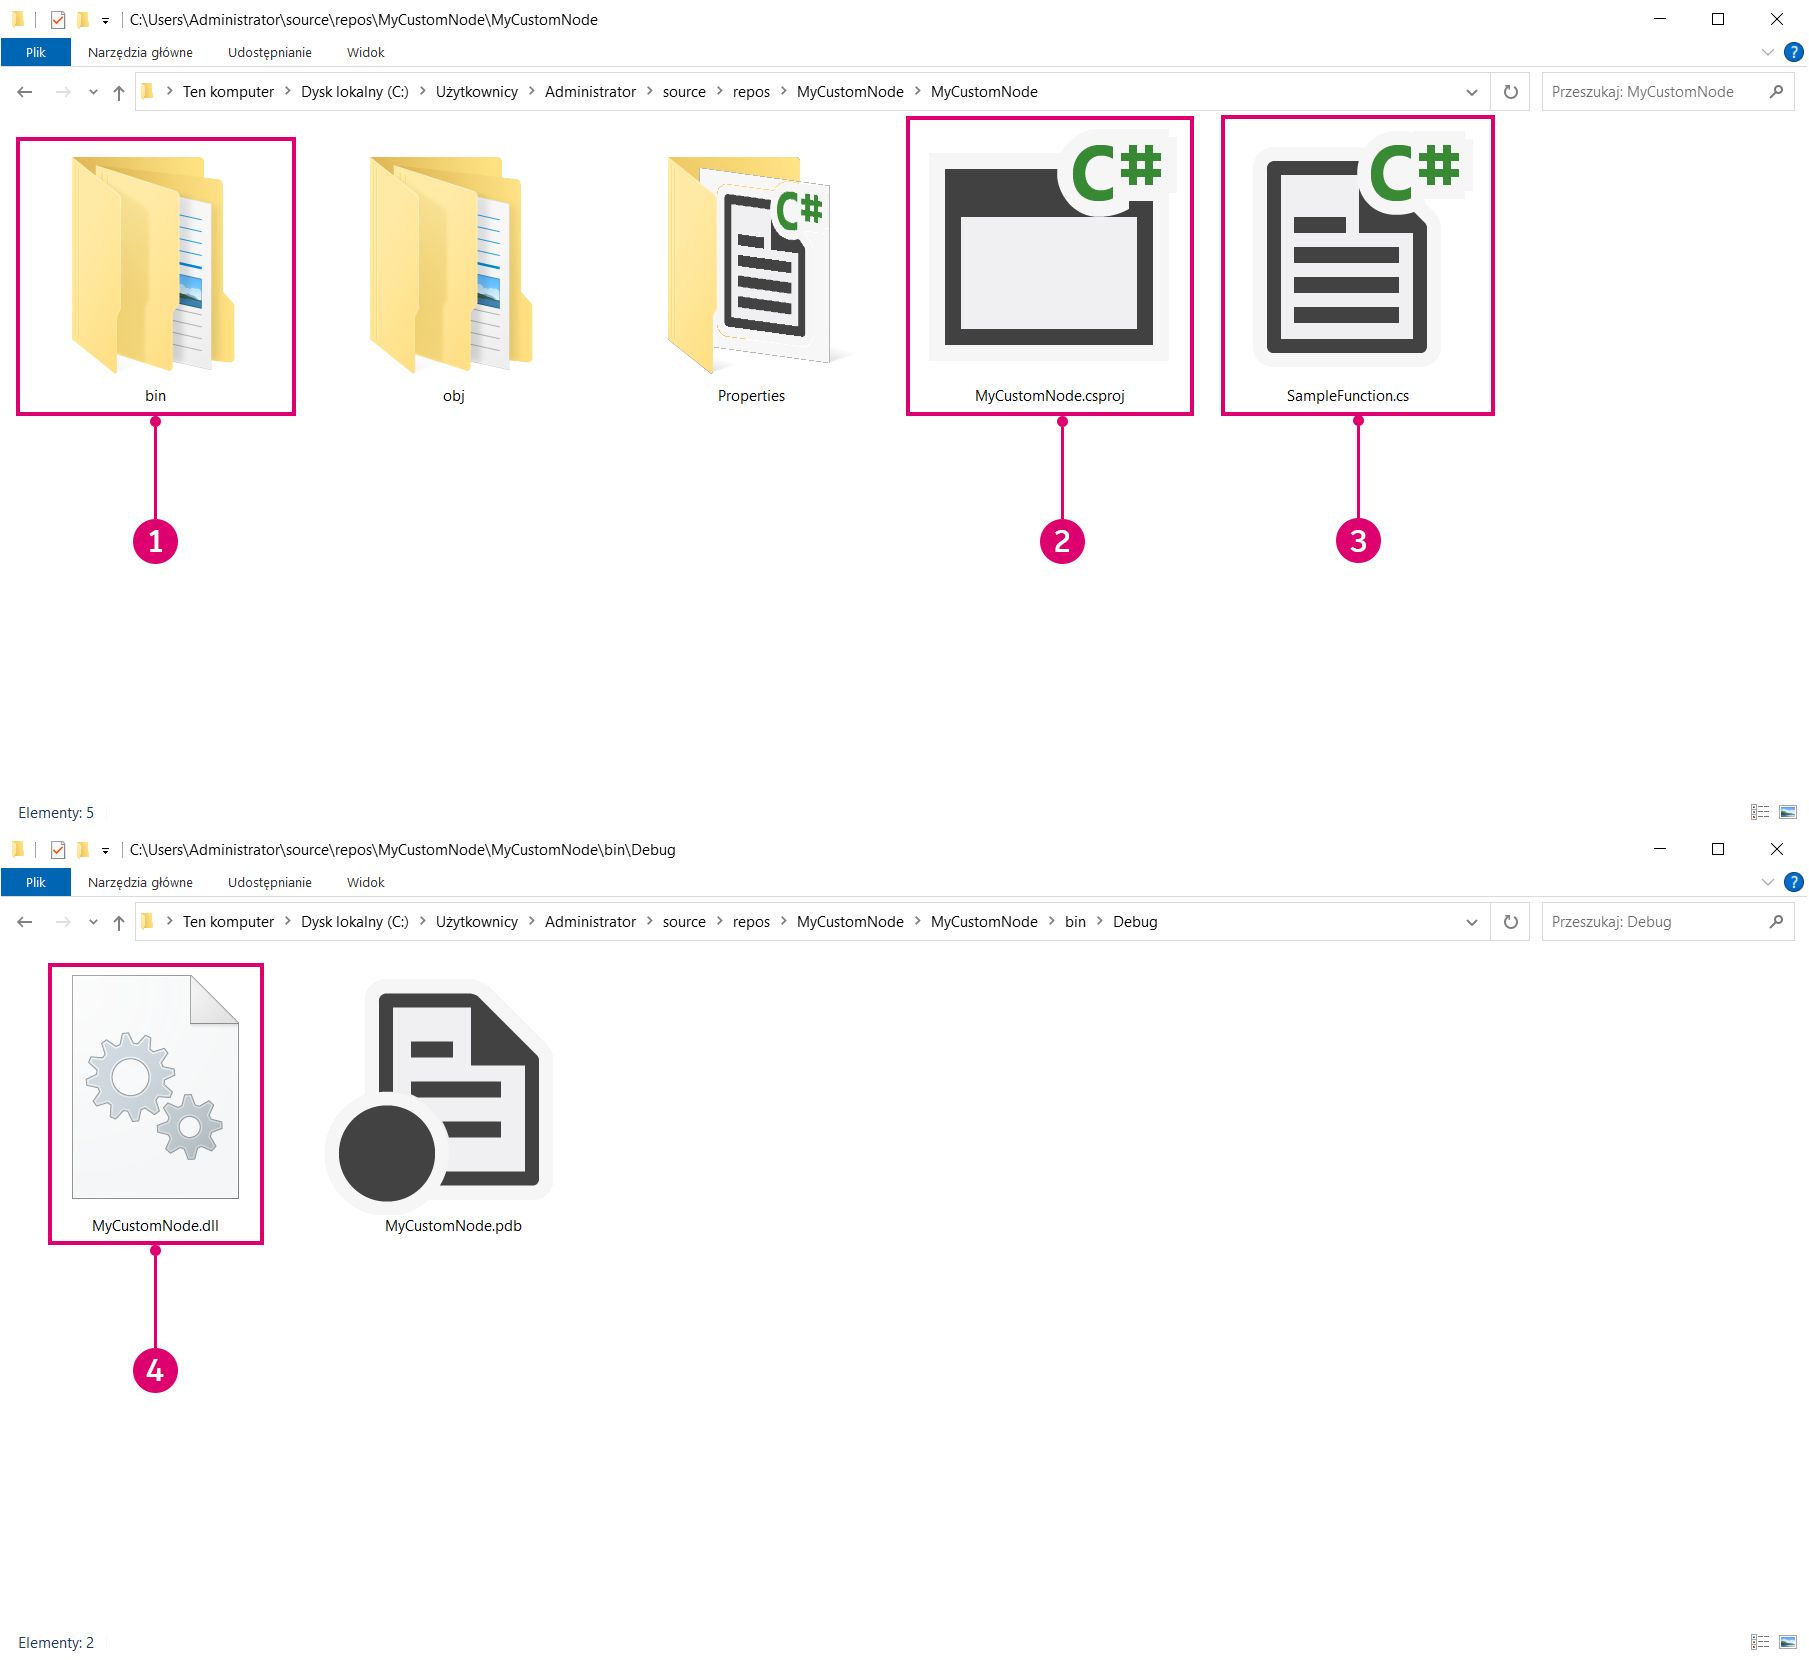 C:\Users\Administrator\source\repos\MyCustomNode\MyCustomNode
Plik Narzędzia główne Udostępnianie Widok ?
Ten komputer Dysk lokalny (C:) Użytkownicy Administrator source repos MyCustomNode MyCustomNode Przeszukaj: MyCustomNode
C# C# C#
bin obj Properties MyCustomNode.csproj SampleFunction.cs
1 2 3
Elementy: 5
C:\Users\Administrator\source\repos\MyCustomNode\MyCustomNode\bin\Debug
Plik Narzędzia główne Udostępnianie Widok ?
Ten komputer Dysk lokalny (C:) Użytkownicy Administrator source repos MyCustomNode MyCustomNode bin Debug Przeszukaj: Debug
MyCustomNode.dll MyCustomNode.pdb
4
Elementy: 2